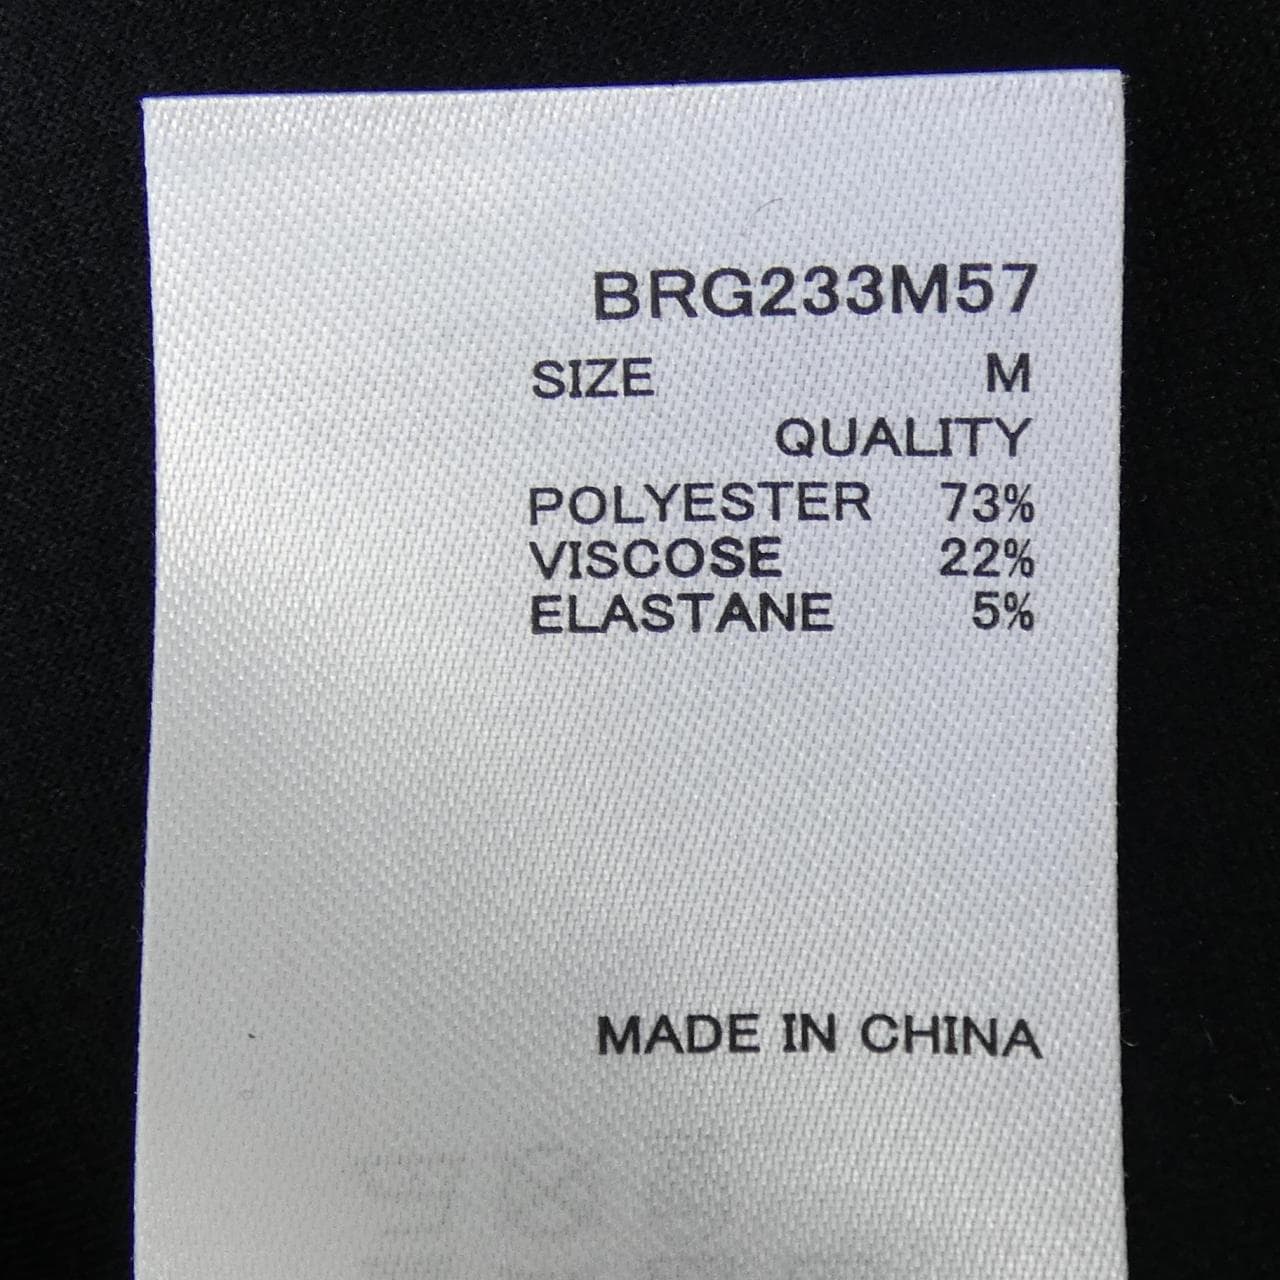 BRG233M57
SIZE M
QUALITY
POLYESTER 73%
VISCOSE 22%
ELASTANE 5%
MADE IN CHINA